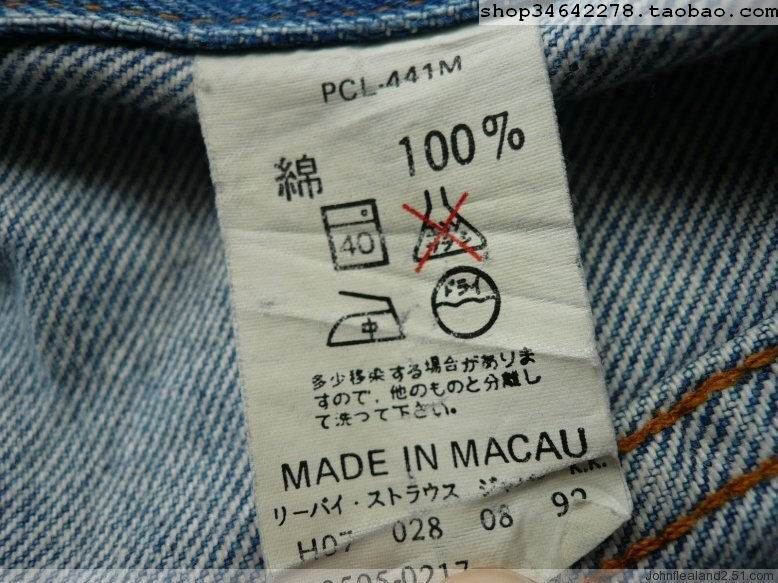 shop34642278.taobao.com
PCL-441M
綿 100%
40
中
ドライ
多少移染する場合がありま
すので、他のものと分離し
て洗って下さい。
MADE IN MACAU
リーバイ・ストラウス K.K.
H07 028 08 92
0505-0217
Johnflealand2.51.com